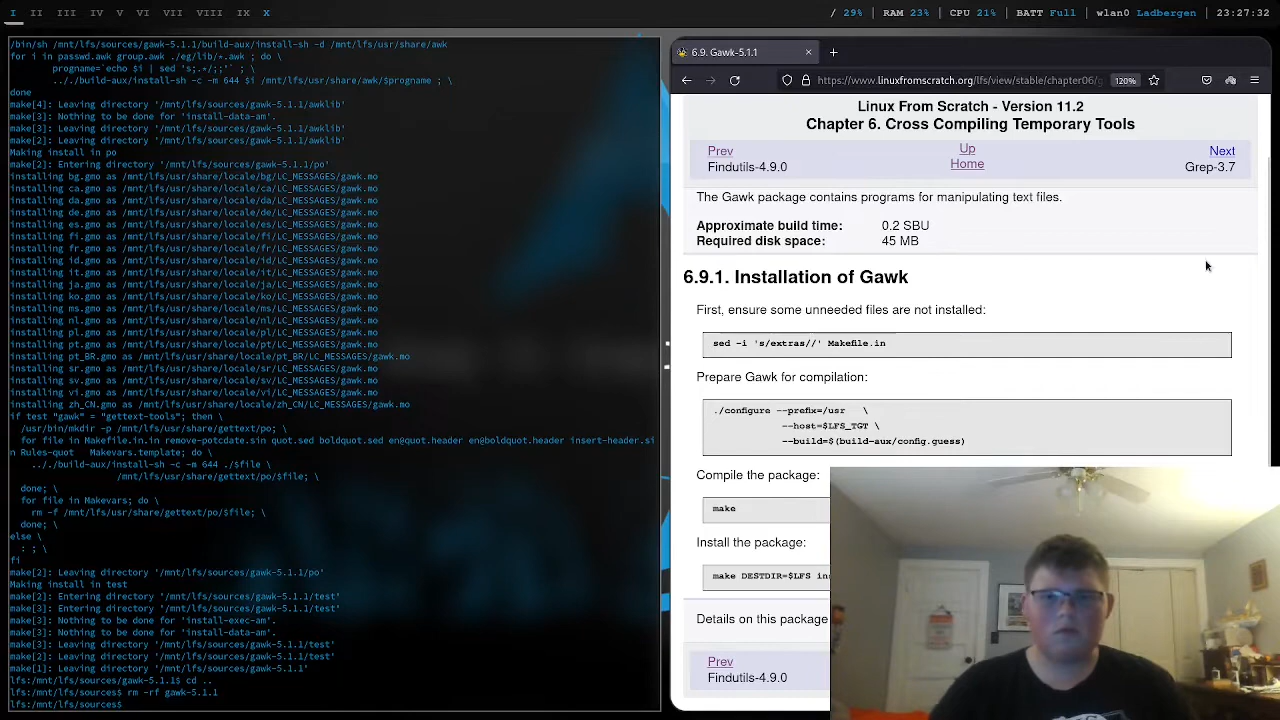 I II III IV V VI VII VIII IX X
/ 29% | RAM 23% | CPU 21% | BATT Full | wlan0 Ladbergen | 23:27:32
/bin/sh /mnt/lfs/sources/gawk-5.1.1/build-aux/install-sh -d /mnt/lfs/usr/share/awk
for i in passwd.awk group.awk ./eg/lib/*.awk ; do \
progname=`echo $i | sed 's;.*/;;'` ; \
.././build-aux/install-sh -c -m 644 $i /mnt/lfs/usr/share/awk/$progname ; \
done
make[4]: Leaving directory '/mnt/lfs/sources/gawk-5.1.1/awklib'
make[3]: Nothing to be done for 'install-data-am'.
make[3]: Leaving directory '/mnt/lfs/sources/gawk-5.1.1/awklib'
make[2]: Leaving directory '/mnt/lfs/sources/gawk-5.1.1/awklib'
Making install in po
make[2]: Entering directory '/mnt/lfs/sources/gawk-5.1.1/po'
installing bg.gmo as /mnt/lfs/usr/share/locale/bg/LC_MESSAGES/gawk.mo
installing ca.gmo as /mnt/lfs/usr/share/locale/ca/LC_MESSAGES/gawk.mo
installing da.gmo as /mnt/lfs/usr/share/locale/da/LC_MESSAGES/gawk.mo
installing de.gmo as /mnt/lfs/usr/share/locale/de/LC_MESSAGES/gawk.mo
installing es.gmo as /mnt/lfs/usr/share/locale/es/LC_MESSAGES/gawk.mo
installing fi.gmo as /mnt/lfs/usr/share/locale/fi/LC_MESSAGES/gawk.mo
installing fr.gmo as /mnt/lfs/usr/share/locale/fr/LC_MESSAGES/gawk.mo
installing id.gmo as /mnt/lfs/usr/share/locale/id/LC_MESSAGES/gawk.mo
installing it.gmo as /mnt/lfs/usr/share/locale/it/LC_MESSAGES/gawk.mo
installing ja.gmo as /mnt/lfs/usr/share/locale/ja/LC_MESSAGES/gawk.mo
installing ko.gmo as /mnt/lfs/usr/share/locale/ko/LC_MESSAGES/gawk.mo
installing ms.gmo as /mnt/lfs/usr/share/locale/ms/LC_MESSAGES/gawk.mo
installing nl.gmo as /mnt/lfs/usr/share/locale/nl/LC_MESSAGES/gawk.mo
installing pl.gmo as /mnt/lfs/usr/share/locale/pl/LC_MESSAGES/gawk.mo
installing pt.gmo as /mnt/lfs/usr/share/locale/pt/LC_MESSAGES/gawk.mo
installing pt_BR.gmo as /mnt/lfs/usr/share/locale/pt_BR/LC_MESSAGES/gawk.mo
installing sr.gmo as /mnt/lfs/usr/share/locale/sr/LC_MESSAGES/gawk.mo
installing sv.gmo as /mnt/lfs/usr/share/locale/sv/LC_MESSAGES/gawk.mo
installing vi.gmo as /mnt/lfs/usr/share/locale/vi/LC_MESSAGES/gawk.mo
installing zh_CN.gmo as /mnt/lfs/usr/share/locale/zh_CN/LC_MESSAGES/gawk.mo
if test "gawk" = "gettext-tools"; then \
/usr/bin/mkdir -p /mnt/lfs/usr/share/gettext/po; \
for file in Makefile.in.in remove-potcdate.sin quot.sed boldquot.sed en@quot.header en@boldquot.header insert-header.si
n Rules-quot Makevars.template; do \
.././build-aux/install-sh -c -m 644 ./$file \
/mnt/lfs/usr/share/gettext/po/$file; \
done; \
for file in Makevars; do \
rm -f /mnt/lfs/usr/share/gettext/po/$file; \
done; \
else \
: ; \
fi
make[2]: Leaving directory '/mnt/lfs/sources/gawk-5.1.1/po'
Making install in test
make[2]: Entering directory '/mnt/lfs/sources/gawk-5.1.1/test'
make[3]: Entering directory '/mnt/lfs/sources/gawk-5.1.1/test'
make[3]: Nothing to be done for 'install-exec-am'.
make[3]: Nothing to be done for 'install-data-am'.
make[3]: Leaving directory '/mnt/lfs/sources/gawk-5.1.1/test'
make[2]: Leaving directory '/mnt/lfs/sources/gawk-5.1.1/test'
make[1]: Leaving directory '/mnt/lfs/sources/gawk-5.1.1'
lfs:/mnt/lfs/sources/gawk-5.1.1$ cd ..
lfs:/mnt/lfs/sources$ rm -rf gawk-5.1.1
lfs:/mnt/lfs/sources$
6.9. Gawk-5.1.1
https://www.linuxfromscratch.org/lfs/view/stable/chapter06/g
120%
Linux From Scratch - Version 11.2
Chapter 6. Cross Compiling Temporary Tools
Prev Up Next
Findutils-4.9.0 Home Grep-3.7
The Gawk package contains programs for manipulating text files.
Approximate build time: 0.2 SBU
Required disk space: 45 MB
6.9.1. Installation of Gawk
First, ensure some unneeded files are not installed:
sed -i 's/extras//' Makefile.in
Prepare Gawk for compilation:
./configure --prefix=/usr \
--host=$LFS_TGT \
--build=$(build-aux/config.guess)
Compile the package:
make
Install the package:
make DESTDIR=$LFS ins
Details on this package
Prev
Findutils-4.9.0